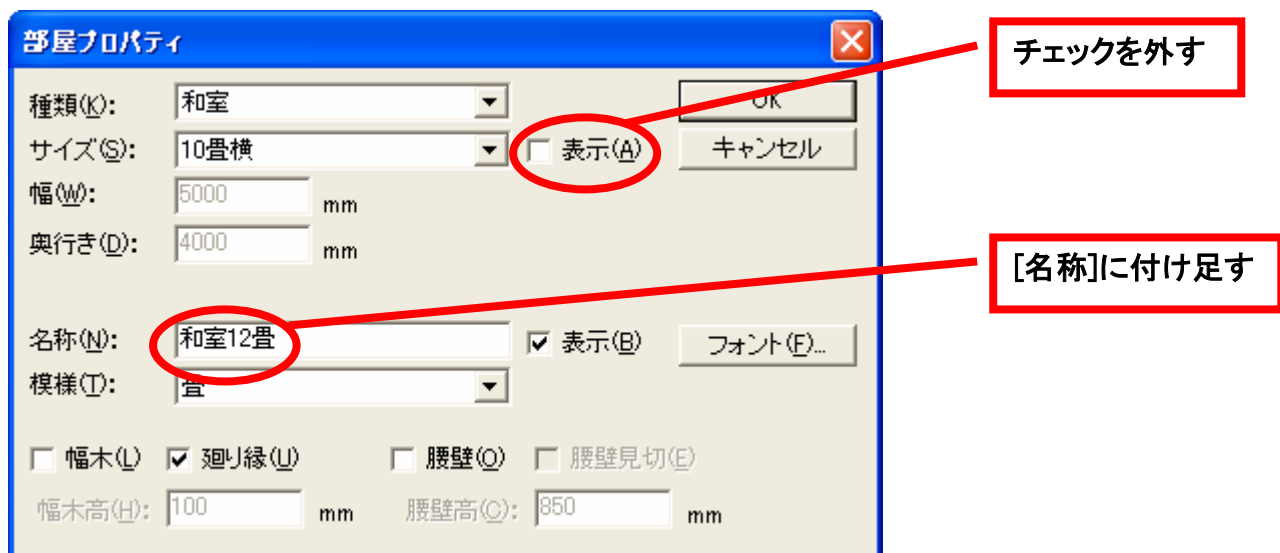 部屋プロパティ
チェックを外す
種類(K): 和室 OK
サイズ(S): 10畳横 表示(A) キャンセル
幅(W): 5000 mm
奥行き(D): 4000 mm
[名称]に付け足す
名称(N): 和室12畳 表示(B) フォント(F)...
模様(T): 畳
幅木(L) 廻り縁(U) 腰壁(O) 腰壁見切(E)
幅木高(H): 100 mm 腰壁高(C): 850 mm